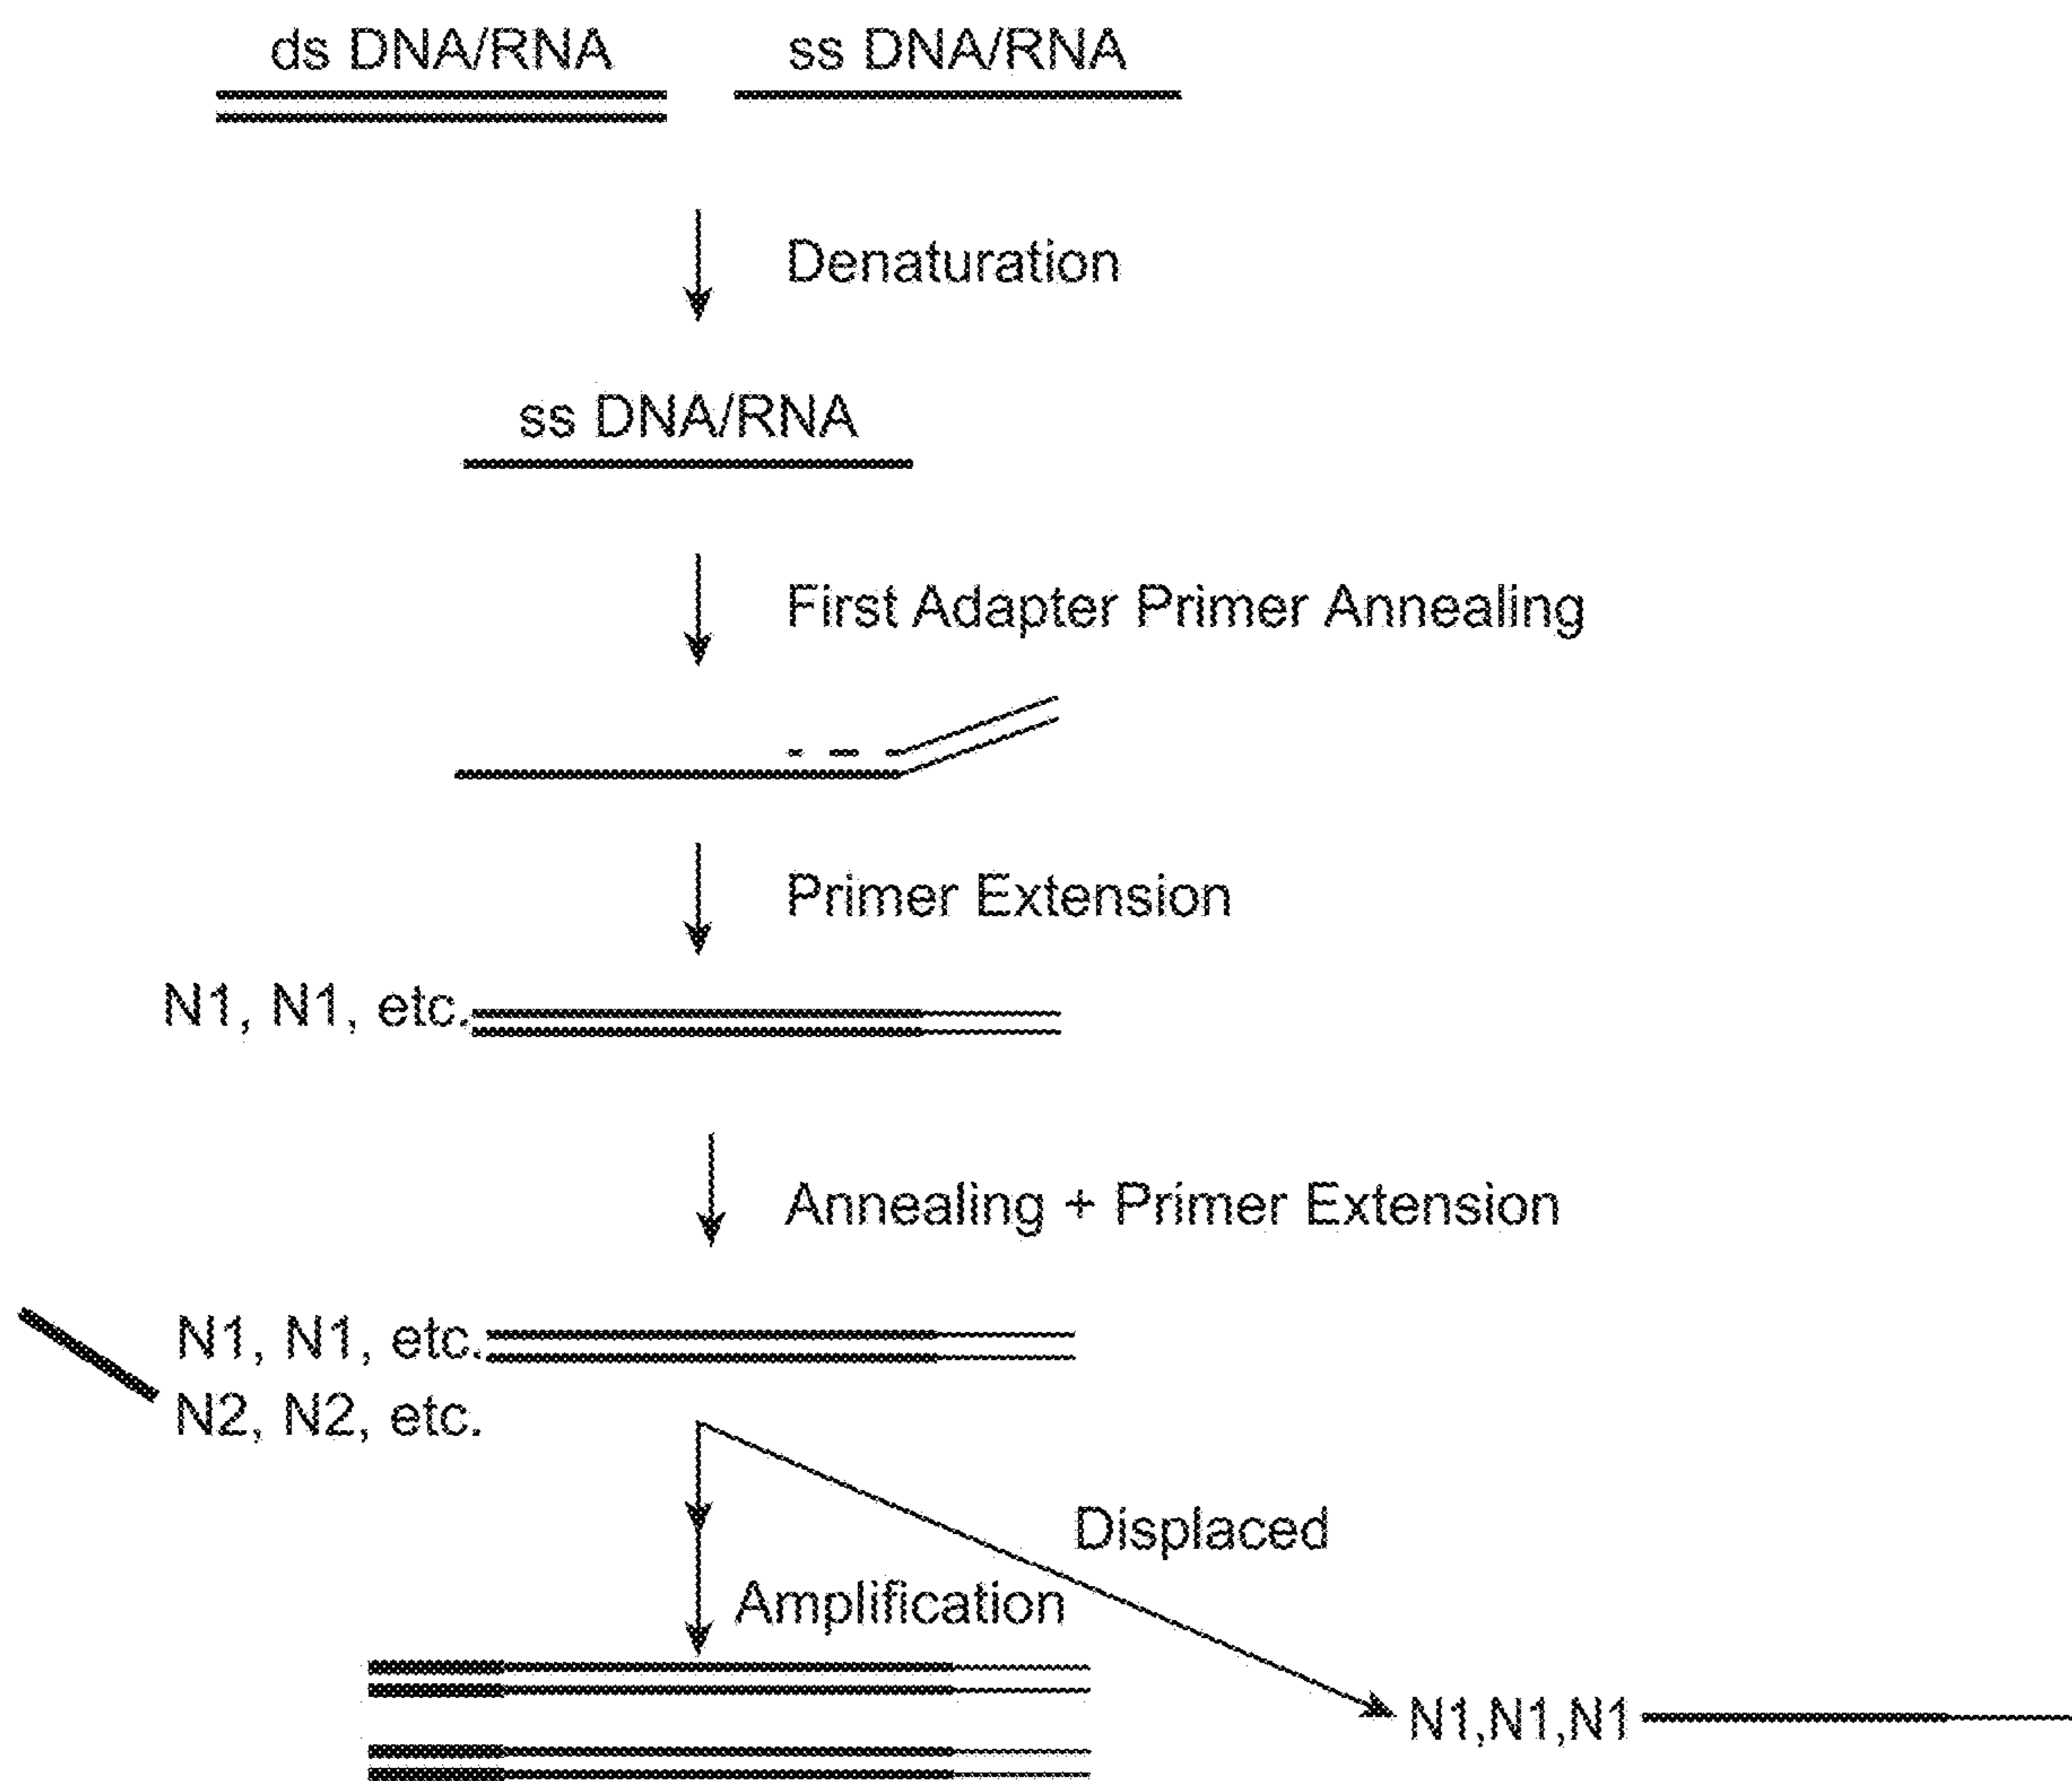 ds DNA/RNA ss DNA/RNA
Denaturation
ss DNA/RNA
First Adapter Primer Annealing
Primer Extension
N1, N1, etc.
Annealing + Primer Extension
N1, N1, etc.
N2, N2, etc.
Displaced
Amplification
N1,N1,N1